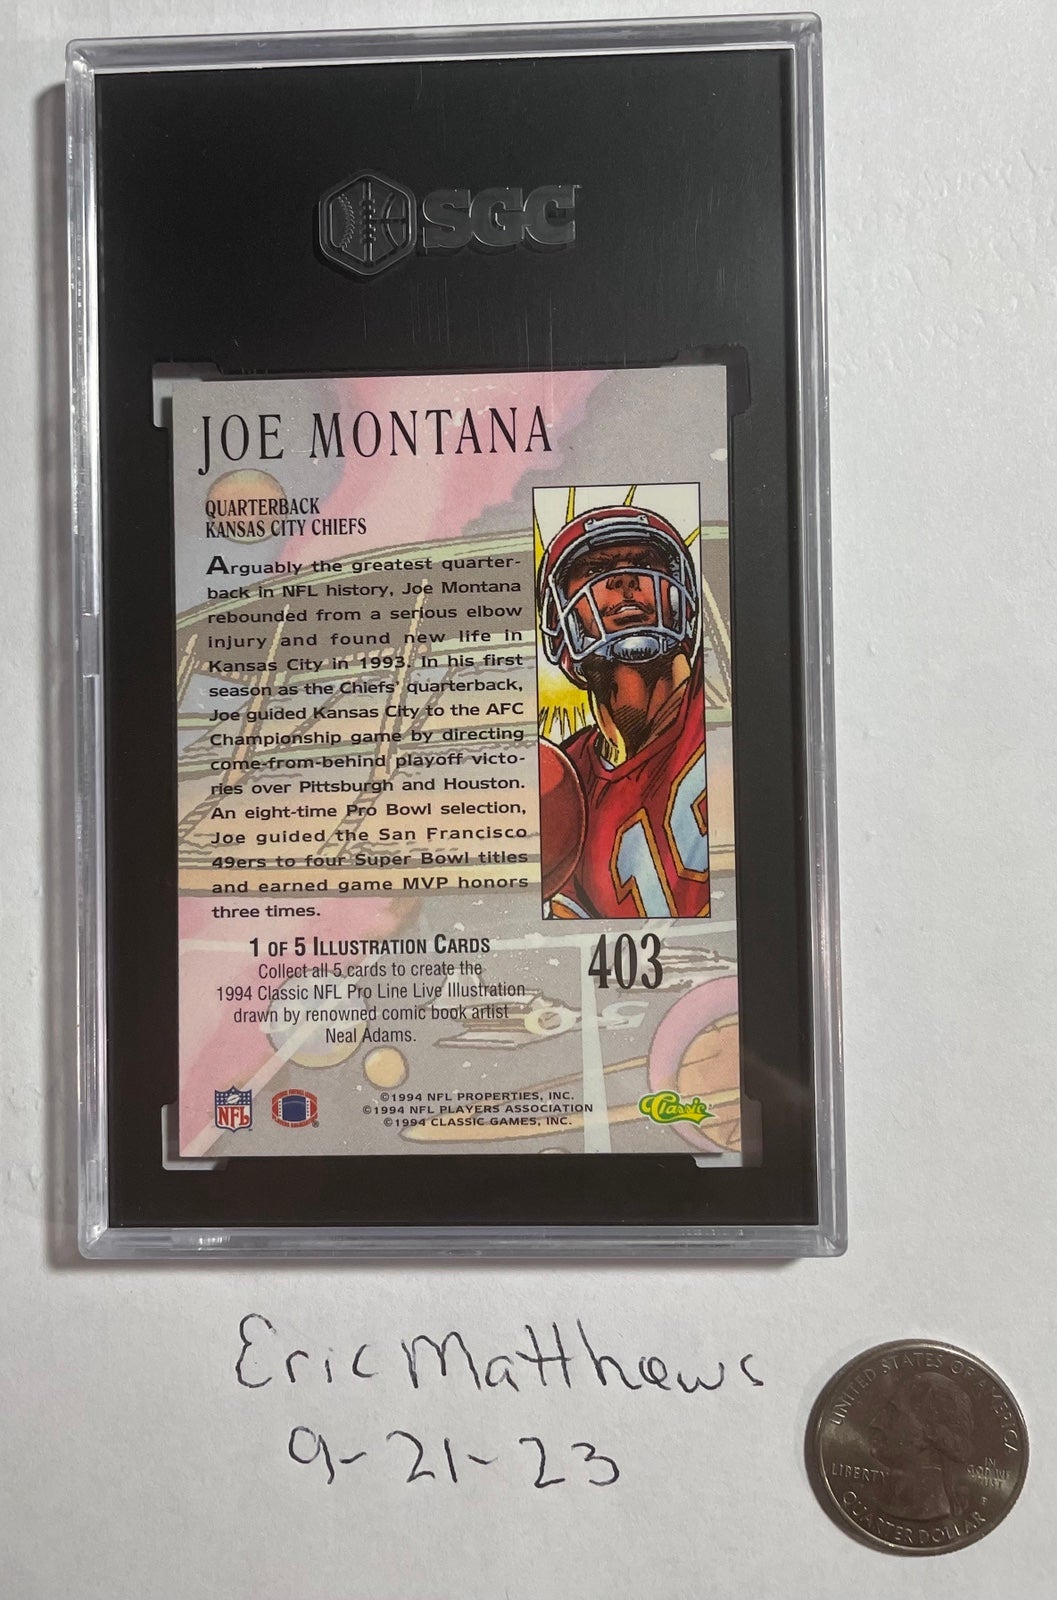 SGC
JOE MONTANA
QUARTERBACK
KANSAS CITY CHIEFS
Arguably the greatest quarter-
back in NFL history, Joe Montana
rebounded from a serious elbow
injury and found new life in
Kansas City in 1993. In his first
season as the Chiefs' quarterback,
Joe guided Kansas City to the AFC
Championship game by directing
come-from-behind playoff victo-
ries over Pittsburgh and Houston.
An eight-time Pro Bowl selection,
Joe guided the San Francisco
49ers to four Super Bowl titles
and earned game MVP honors
three times.
1 OF 5 ILLUSTRATION CARDS
Collect all 5 cards to create the
1994 Classic NFL Pro Line Live Illustration
drawn by renowned comic book artist
Neal Adams.
403
NFL
©1994 NFL PROPERTIES, INC.
©1994 NFL PLAYERS ASSOCIATION
©1994 CLASSIC GAMES, INC.
Classic
Eric Matthews
9-21-23
UNITED STATES OF AMERICA
LIBERTY
IN
GOD WE
TRUST
P
QUARTER DOLLAR